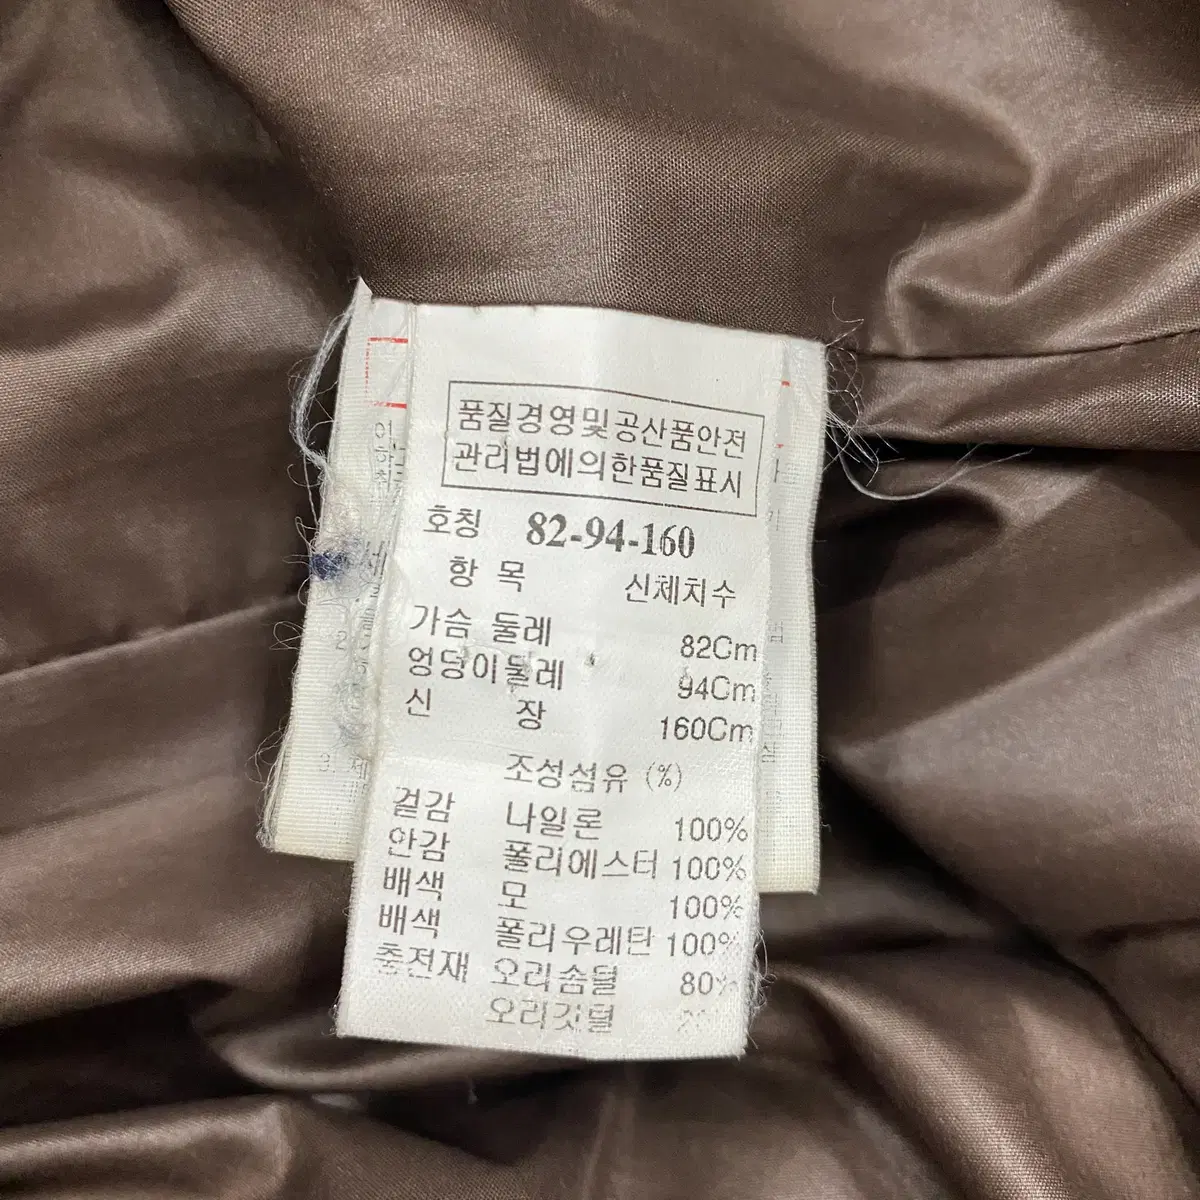 품질경영및공산품안전
관리법에의한품질표시
호칭 82-94-160
항 목 신체치수
가슴 둘레 82Cm
엉덩이둘레 94Cm
신 장 160Cm
조성섬유 (%)
겉감 나일론 100%
안감 폴리에스터 100%
배색 모 100%
배색 폴리우레탄 100%
충전재 오리솜털 80%
오리깃털